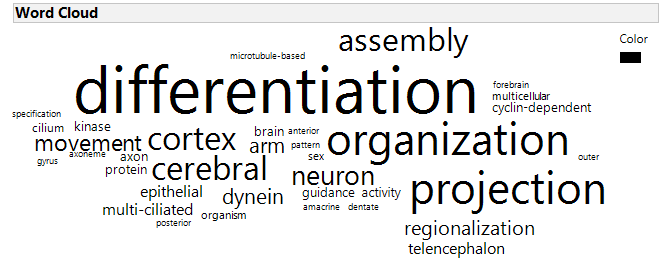 Word Cloud
Color
assembly
microtubule-based
differentiation
forebrain
multicellular
cyclin-dependent
specification
cilium kinase
movement cortex brain anterior organization
arm pattern
gyrus axoneme axon sex outer
protein cerebral neuron
epithelial dynein guidance activity projection
multi-ciliated organism amacrine dentate
posterior
regionalization
telencephalon